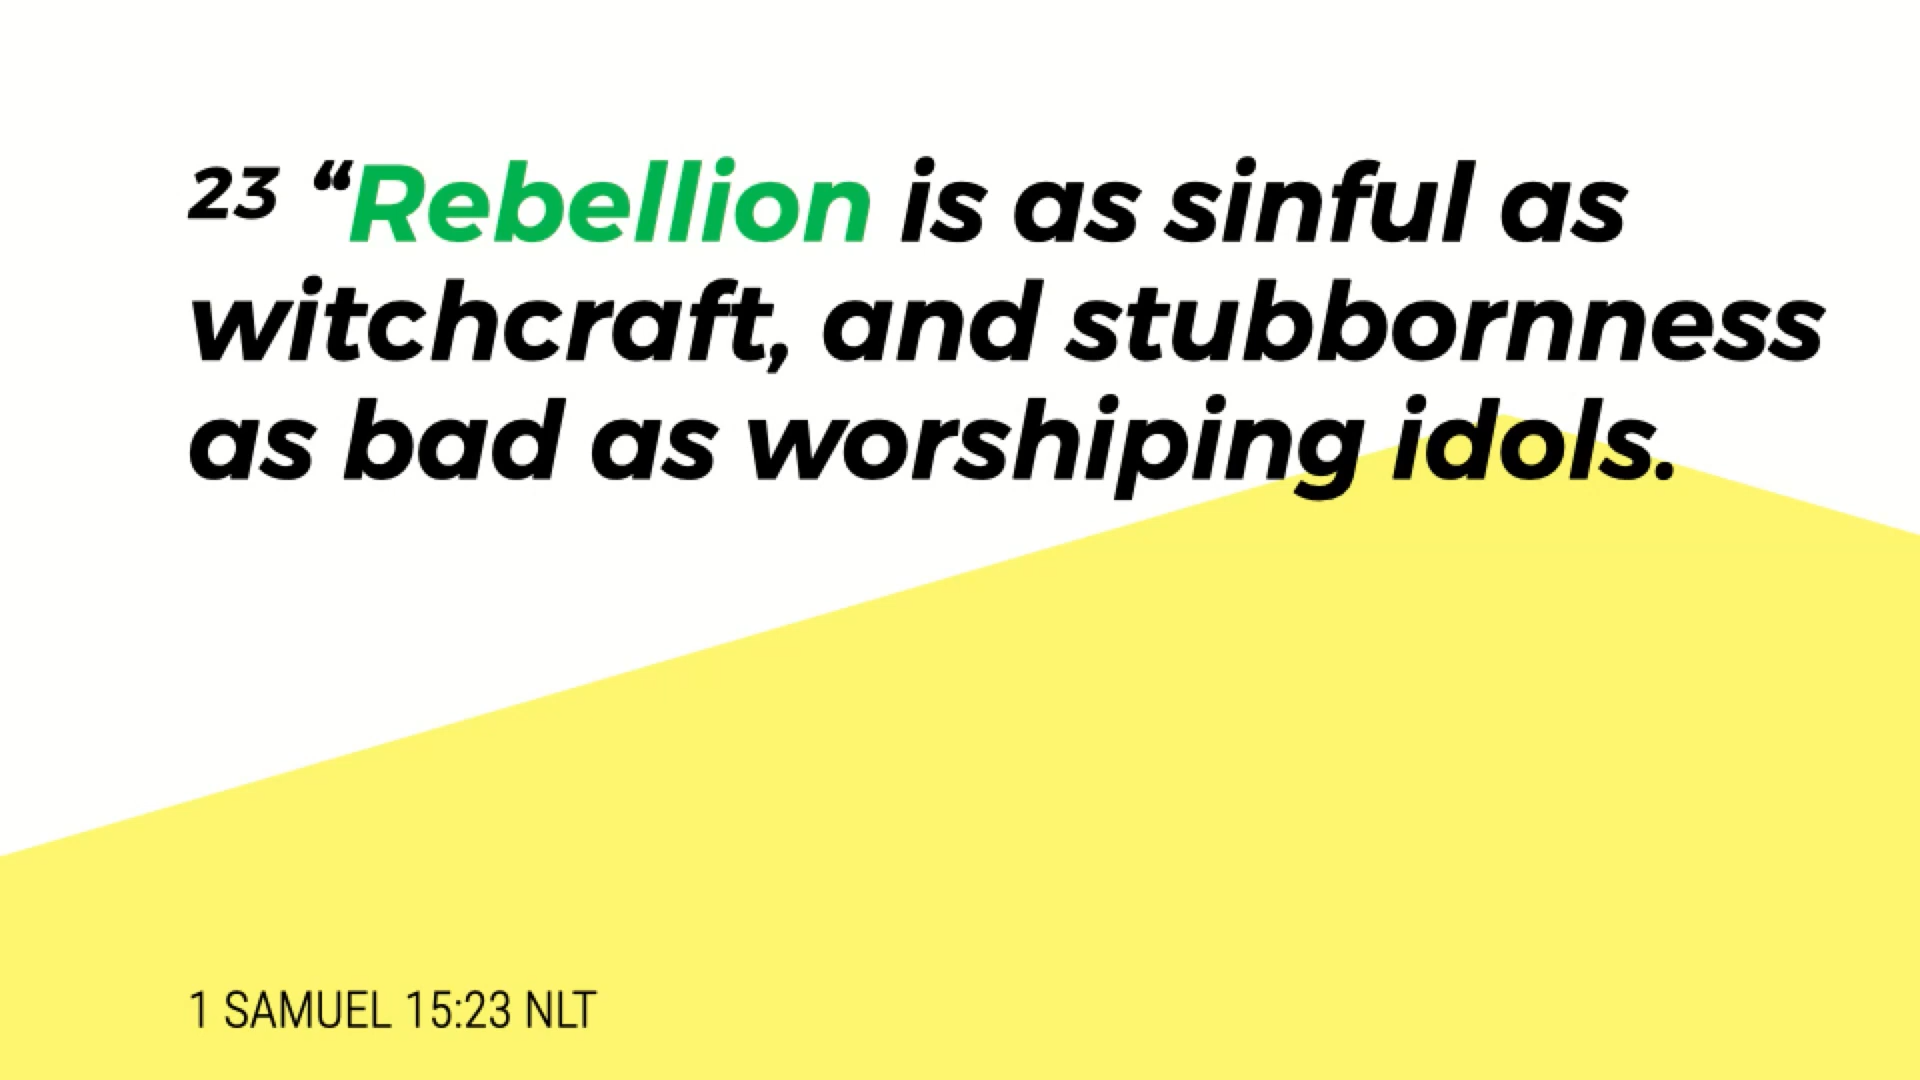 23 “Rebellion is as sinful as
witchcraft, and stubbornness
as bad as worshiping idols.
1 SAMUEL 15:23 NLT